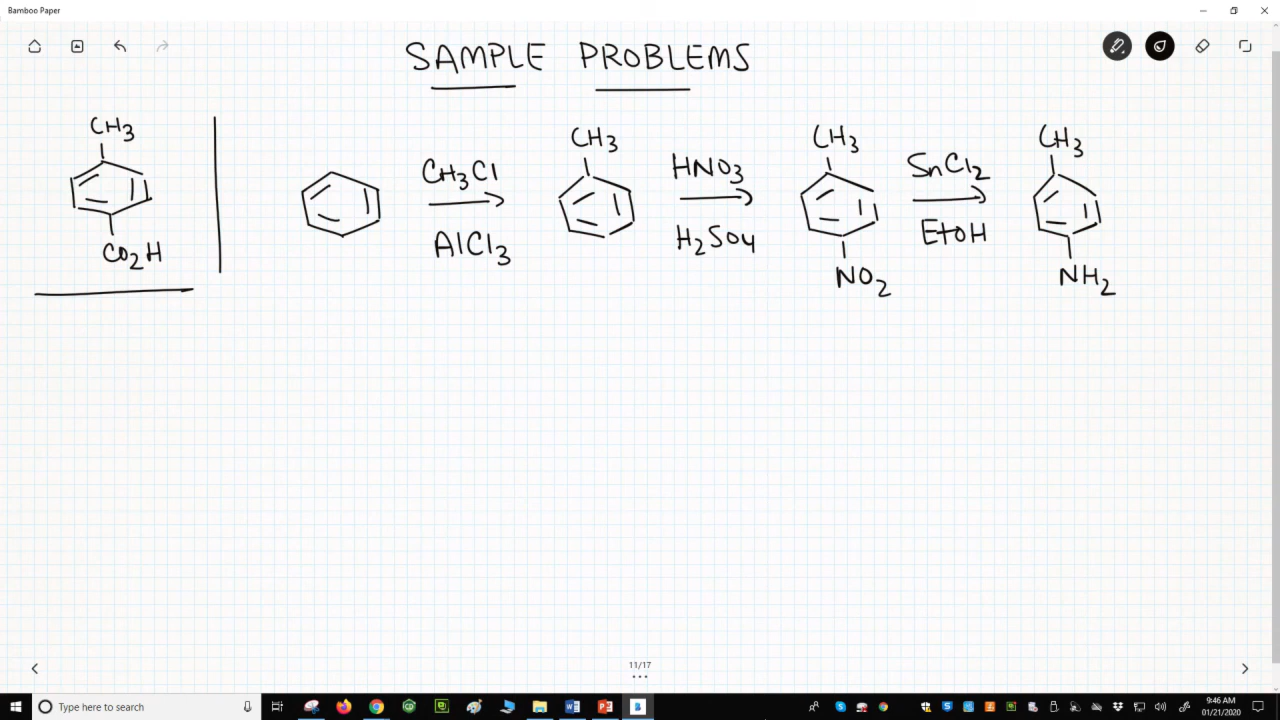 Bamboo Paper
SAMPLE PROBLEMS
CH3
CO2H
CH3Cl
AlCl3
CH3
HNO3
H2SO4
CH3
NO2
SnCl2
EtOH
CH3
NH2
11/17
Type here to search
9:46 AM
01/21/2020